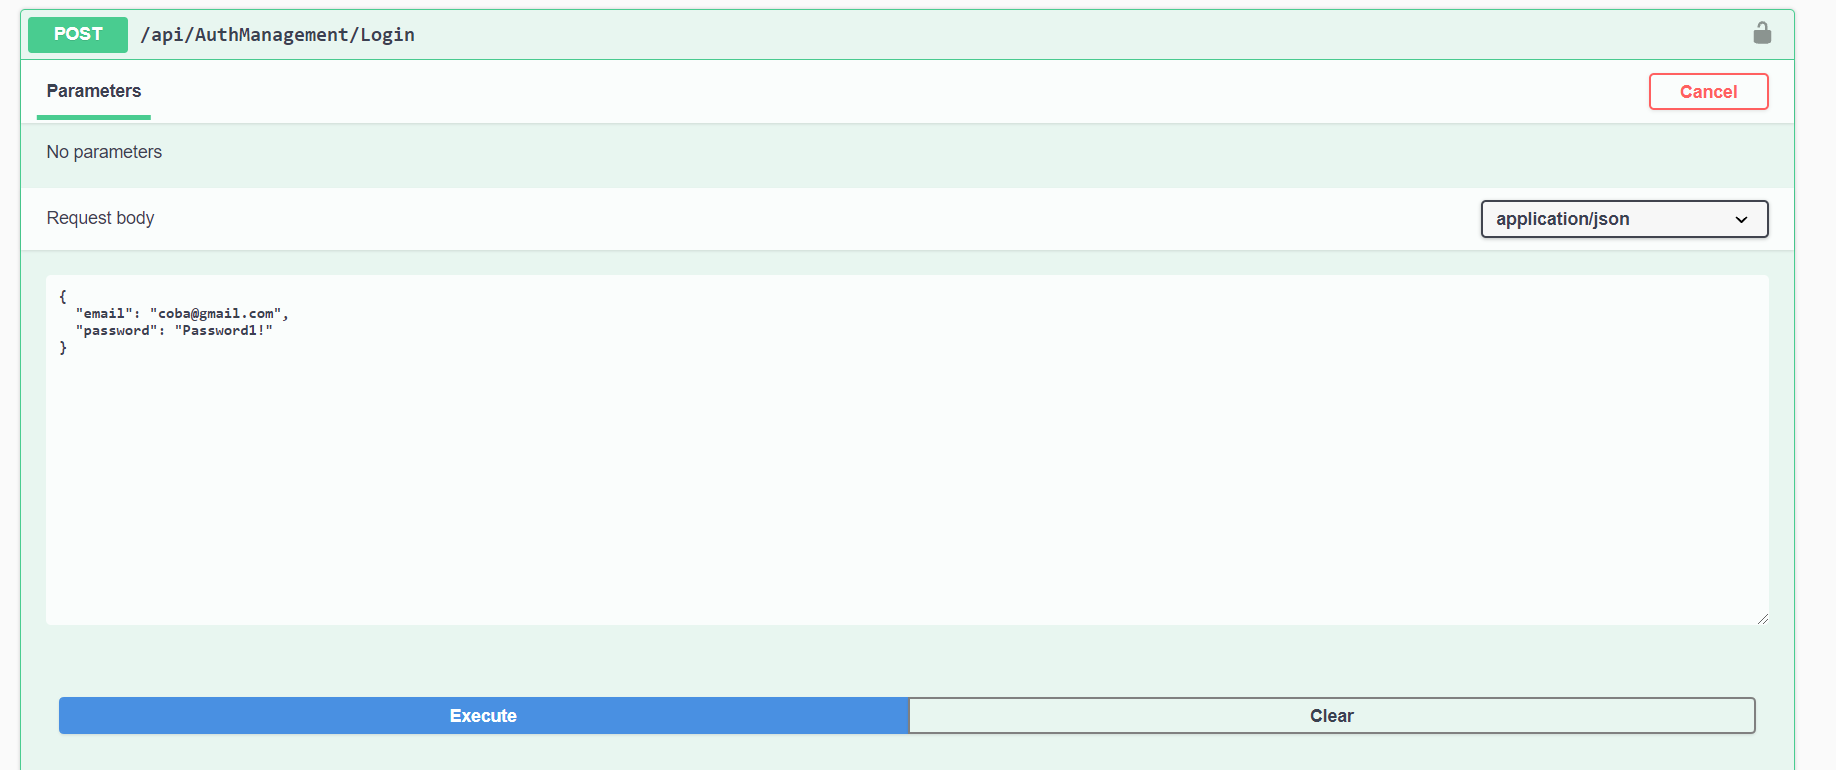 POST /api/AuthManagement/Login
Parameters
Cancel
No parameters
Request body
application/json
{
"email": "coba@gmail.com",
"password": "Password1!"
}
Execute
Clear